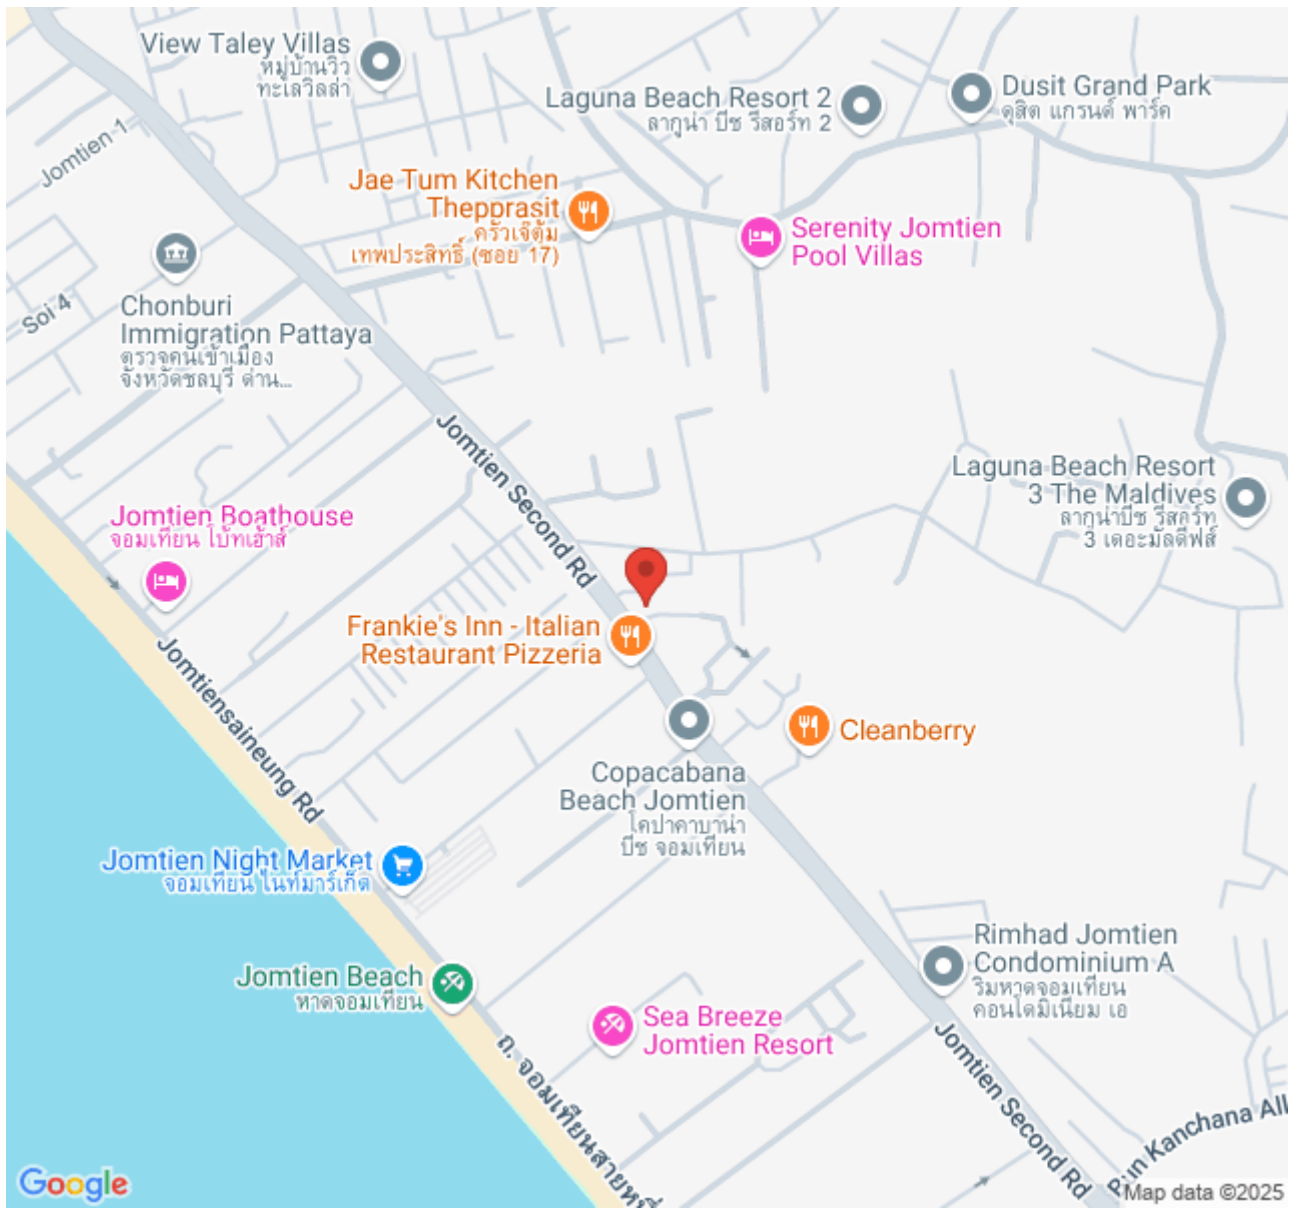 View Taley Villas
หมู่บ้านวิว
ทะเลวิลล่า
Laguna Beach Resort 2
ลากูน่า บีช รีสอร์ท 2
Dusit Grand Park
ดุสิต แกรนด์ พาร์ค
Jomtien 1
Jae Tum Kitchen
Thepprasit
ครัวเจ๊ตุ้ม
เทพประสิทธิ์ (ซอย 17)
Serenity Jomtien
Pool Villas
Soi 4
Chonburi
Immigration Pattaya
ตรวจคนเข้าเมือง
จังหวัดชลบุรี ด่าน...
Jomtien Second Rd
Laguna Beach Resort
3 The Maldives
ลากูน่าบีช รีสอร์ท
3 เดอะมัลดีฟส์
Jomtien Boathouse
จอมเทียน โบ้ทเฮ้าส์
Frankie's Inn - Italian
Restaurant Pizzeria
Jomtiensaineung Rd
Cleanberry
Copacabana
Beach Jomtien
โคปาคาบาน่า
บีช จอมเทียน
Jomtien Night Market
จอมเทียน ไนท์มาร์เก็ต
Rimhad Jomtien
Condominium A
ริมหาดจอมเทียน
คอนโดมิเนียม เอ
Jomtien Beach
หาดจอมเทียน
Sea Breeze
Jomtien Resort
ถ. จอมเทียนสายหนึ่
Jomtien Second Rd
Pun Kanchana All
Google
Map data ©2025